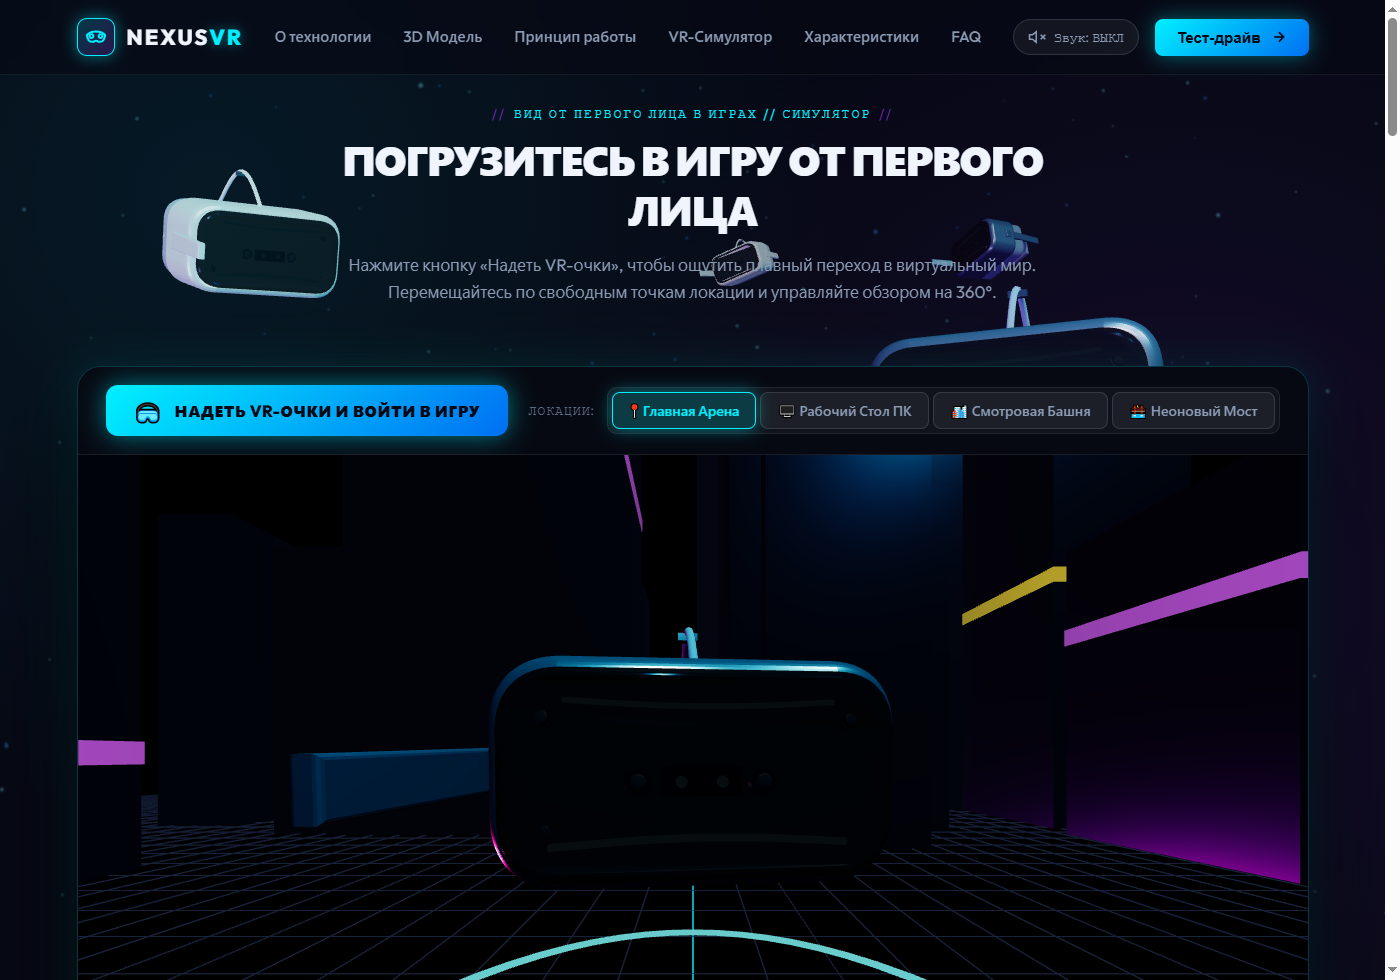 NEXUSVR
О технологии
3D Модель
Принцип работы
VR-Симулятор
Характеристики
FAQ
Звук: ВЫКЛ
Тест-драйв →
// ВИД ОТ ПЕРВОГО ЛИЦА В ИГРАХ // СИМУЛЯТОР //
ПОГРУЗИТЕСЬ В ИГРУ ОТ ПЕРВОГО
ЛИЦА
Нажмите кнопку «Надеть VR-очки», чтобы ощутить плавный переход в виртуальный мир.
Перемещайтесь по свободным точкам локации и управляйте обзором на 360°.
НАДЕТЬ VR-ОЧКИ И ВОЙТИ В ИГРУ
ЛОКАЦИИ:
Главная Арена
Рабочий Стол ПК
Смотровая Башня
Неоновый Мост